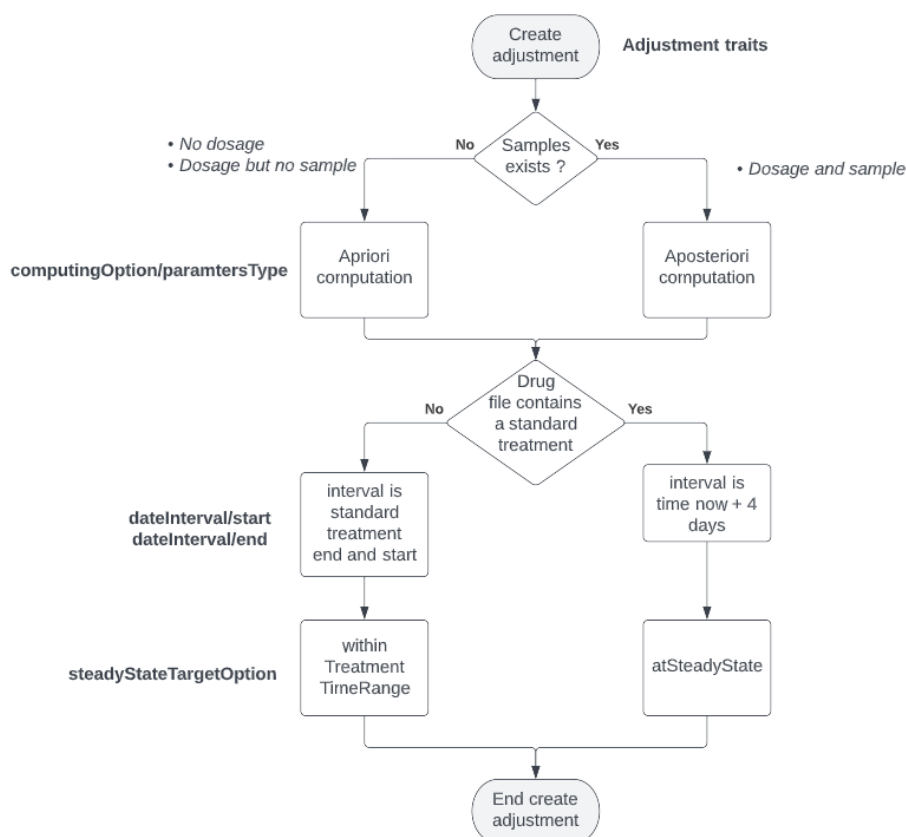 Create
adjustment
Adjustment traits
No
Samples
exists ?
Yes
• No dosage
• Dosage but no sample
• Dosage and sample
computingOption/paramtersType
Apriori
computation
Aposteriori
computation
No
Drug
file contains
a standard
treatment
Yes
dateInterval/start
dateInterval/end
interval is
standard
treatment
end and start
interval is
time now + 4
days
steadyStateTargetOption
within
Treatment
TimeRange
atSteadyState
End create
adjustment